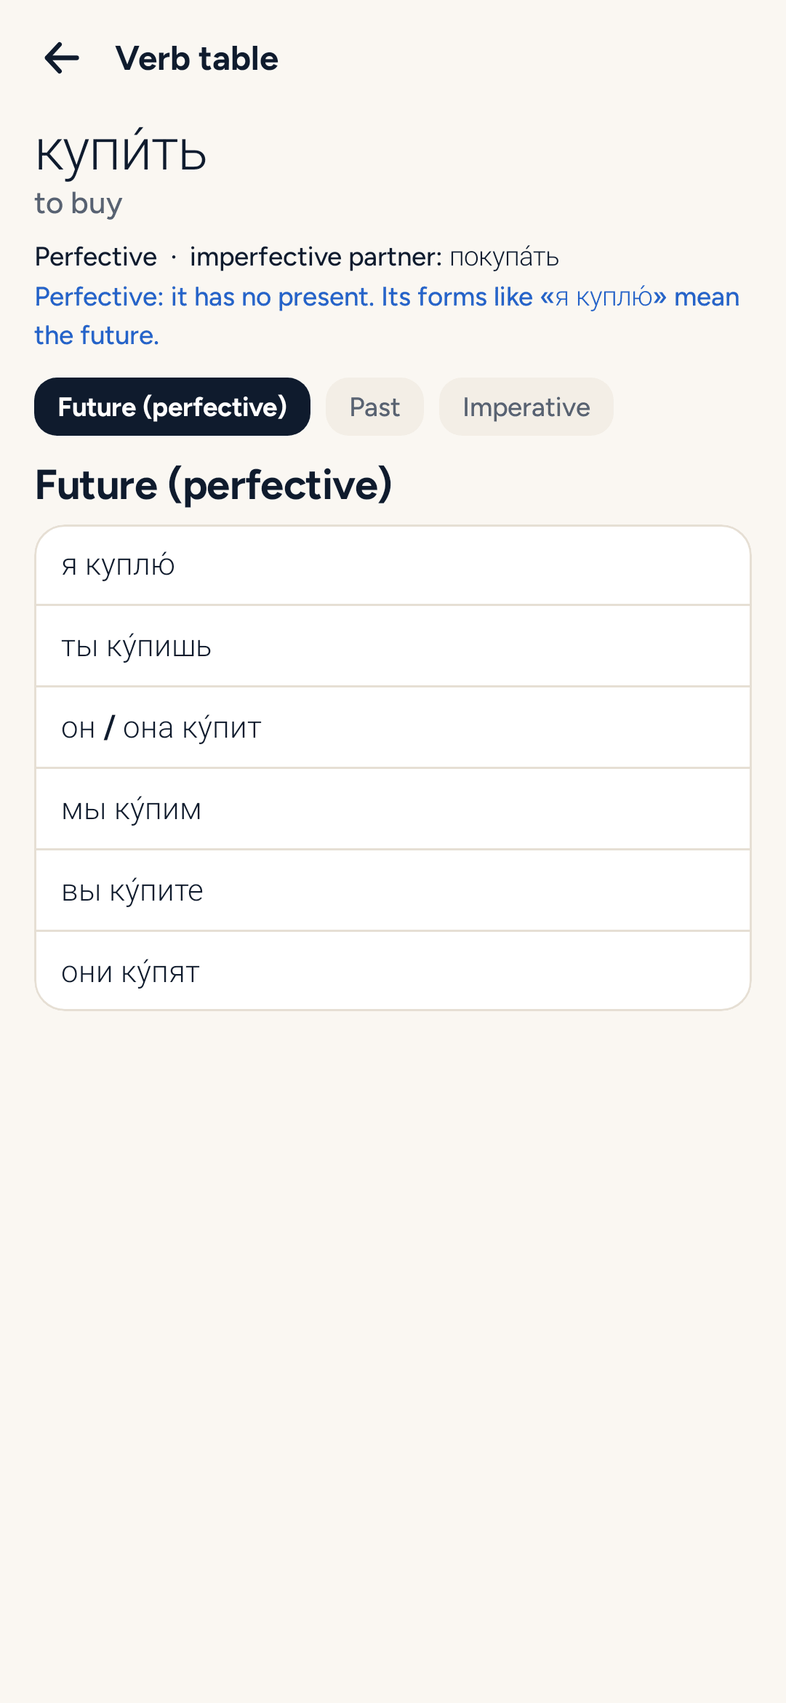 Verb table
купи́ть
to buy
Perfective · imperfective partner: покупа́ть
Perfective: it has no present. Its forms like «я куплю́» mean
the future.
Future (perfective) Past Imperative
Future (perfective)
я куплю́
ты ку́пишь
он / она ку́пит
мы ку́пим
вы ку́пите
они ку́пят